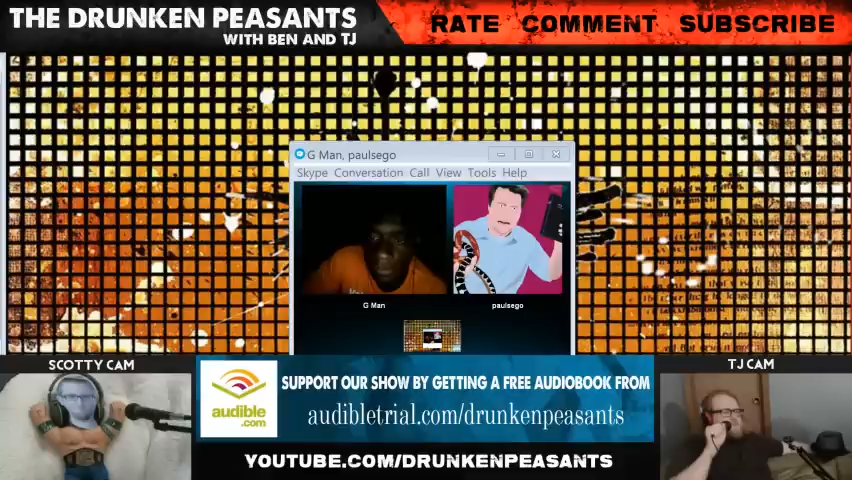 THE DRUNKEN PEASANTS
WITH BEN AND TJ
RATE COMMENT SUBSCRIBE
G Man, paulsego
Skype Conversation Call View Tools Help
G Man
paulsego
SCOTTY CAM
TJ CAM
audible
.com
SUPPORT OUR SHOW BY GETTING A FREE AUDIOBOOK FROM
audibletrial.com/drunkenpeasants
YOUTUBE.COM/DRUNKENPEASANTS